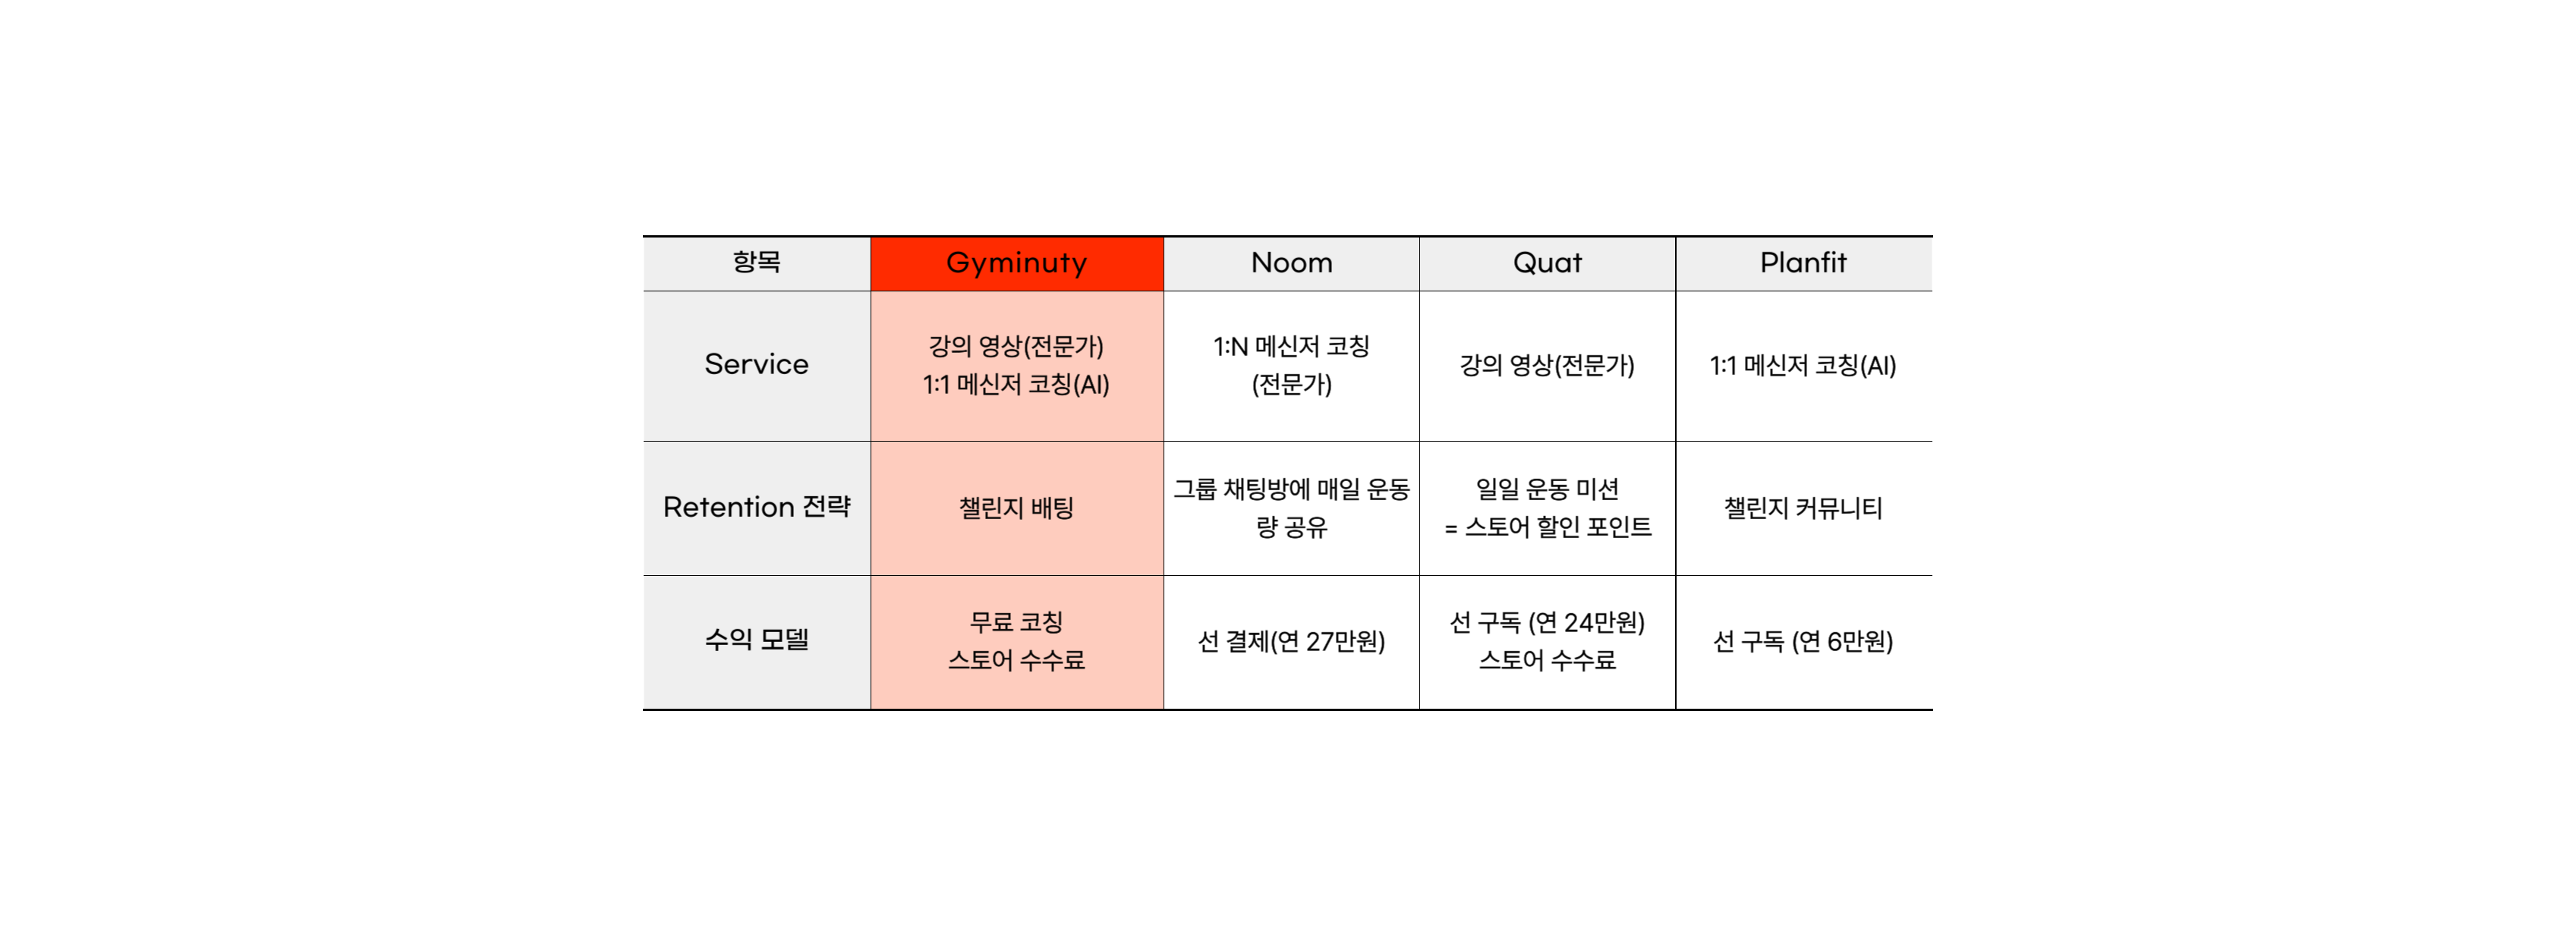 항목 Gyminuty Noom Quat Planfit
Service
강의 영상(전문가)
1:1 메신저 코칭(AI)
1:N 메신저 코칭
(전문가)
강의 영상(전문가)
1:1 메신저 코칭(AI)
Retention 전략
챌린지 배팅
그룹 채팅방에 매일 운동
량 공유
일일 운동 미션
= 스토어 할인 포인트
챌린지 커뮤니티
수익 모델
무료 코칭
스토어 수수료
선 결제(연 27만원)
선 구독 (연 24만원)
스토어 수수료
선 구독 (연 6만원)